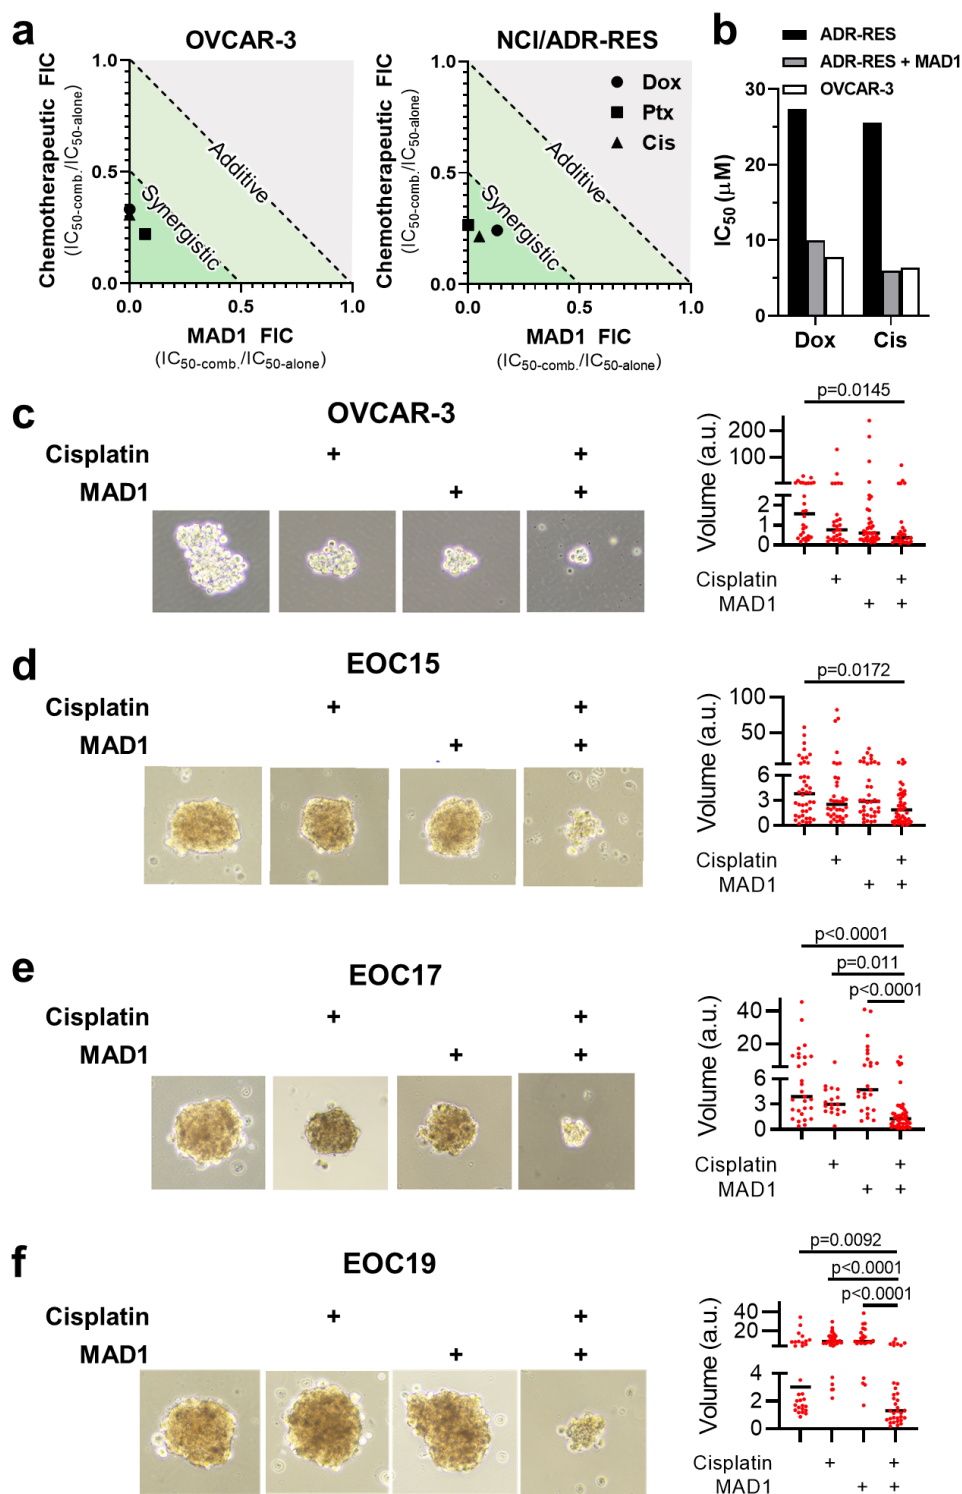 a
OVCAR-3
Chemotherapeutic FIC
(IC50-comb./IC50-alone)
1.0
0.5
0.0
Additive
Synergistic
0.0 0.5 1.0
MAD1 FIC
(IC50-comb./IC50-alone)
NCI/ADR-RES
Chemotherapeutic FIC
(IC50-comb./IC50-alone)
1.0
0.5
0.0
Dox
Ptx
Cis
Additive
Synergistic
0.0 0.5 1.0
MAD1 FIC
(IC50-comb./IC50-alone)
b
ADR-RES
ADR-RES + MAD1
OVCAR-3
IC50 (μM)
30
20
10
0
Dox Cis
c
OVCAR-3
Cisplatin + +
MAD1 + +
p=0.0145
Volume (a.u.)
200
100
2
1
0
Cisplatin + +
MAD1 + +
d
EOC15
Cisplatin + +
MAD1 + +
p=0.0172
Volume (a.u.)
100
50
6
3
0
Cisplatin + +
MAD1 + +
e
EOC17
Cisplatin + +
MAD1 + +
p<0.0001
p=0.011
p<0.0001
Volume (a.u.)
40
20
6
3
0
Cisplatin + +
MAD1 + +
f
EOC19
Cisplatin + +
MAD1 + +
p=0.0092
p<0.0001
p<0.0001
Volume (a.u.)
40
20
4
2
0
Cisplatin + +
MAD1 + +